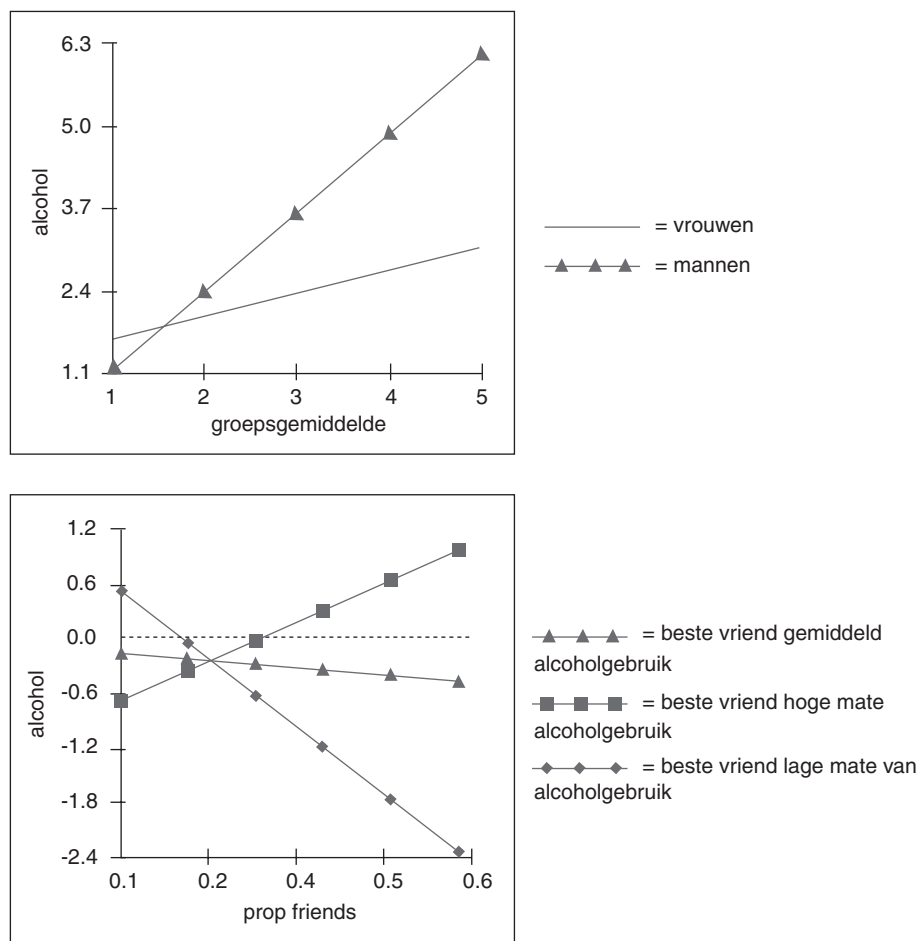 6.3
5.0
3.7
2.4
1.1
alcohol
1 2 3 4 5
groepsgemiddelde
= vrouwen
= mannen
1.2
0.6
0.0
-0.6
-1.2
-1.8
-2.4
alcohol
0.1 0.2 0.4 0.5 0.6
prop friends
= beste vriend gemiddeld
alcoholgebruik
= beste vriend hoge mate
alcoholgebruik
= beste vriend lage mate van
alcoholgebruik